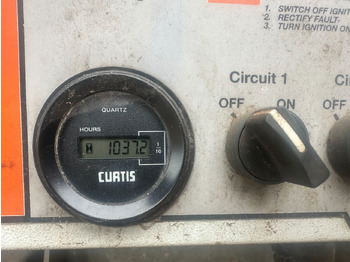 1. SWITCH OFF IGNIT
2. RECTIFY FAULT
3. TURN IGNITION ON
Circuit 1
OFF ON
OFF
QUARTZ
HOURS
1037.2
1/10
CURTIS